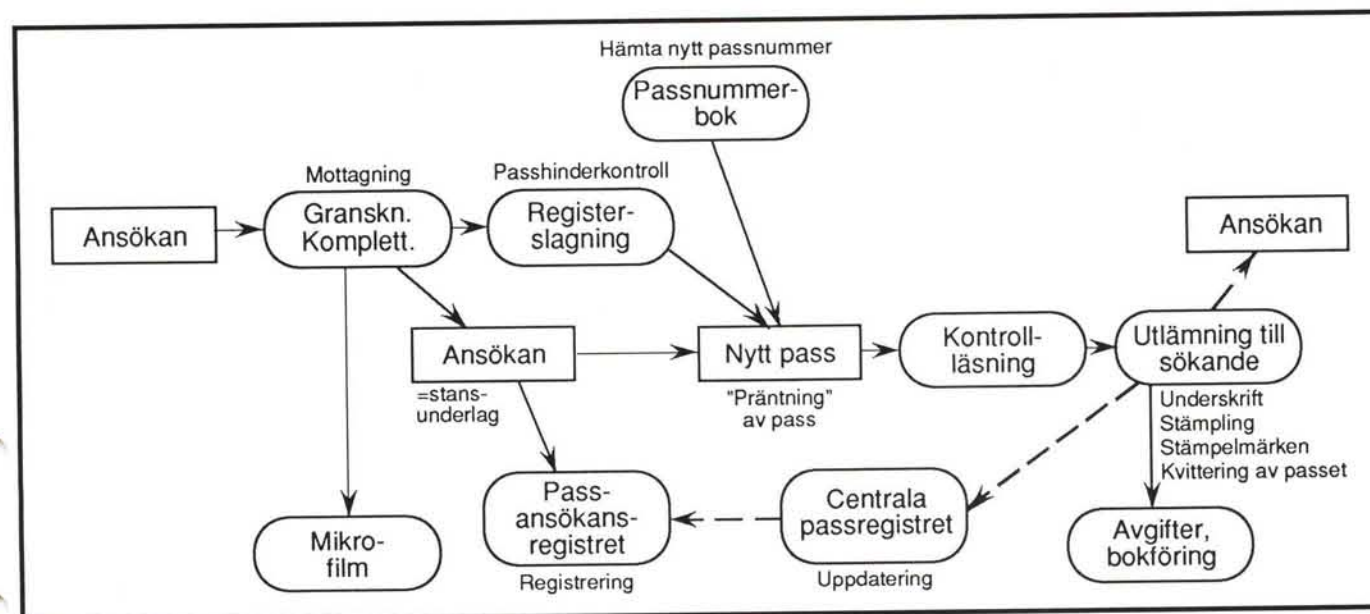 Hämta nytt passnummer
Passnummer-
bok
Mottagning
Passhinderkontroll
Ansökan
Granskn.
Komplett.
Register-
slagning
Ansökan
Ansökan
=stans-
underlag
Nytt pass
"Präntning"
av pass
Kontroll-
läsning
Utlämning till
sökande
Underskrift
Stämpling
Stämpelmärken
Kvittering av passet
Mikro-
film
Pass-
ansökans-
registret
Registrering
Centrala
passregistret
Uppdatering
Avgifter,
bokföring